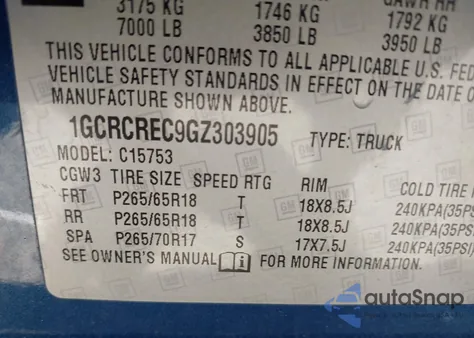 3175 KG 1746 KG 1792 KG
7000 LB 3850 LB 3950 LB
THIS VEHICLE CONFORMS TO ALL APPLICABLE U.S. FED
VEHICLE SAFETY STANDARDS IN EFFECT ON THE DATE O
MANUFACTURE SHOWN ABOVE.
1GCRCREC9GZ303905 TYPE: TRUCK
MODEL: C15753
CGW3 TIRE SIZE SPEED RTG RIM COLD TIRE
FRT P265/65R18 T 18X8.5J 240KPA(35PS
RR P265/65R18 T 18X8.5J 240KPA(35PSI
SPA P265/70R17 S 17X7.5J 240KPA(35PSI
SEE OWNER'S MANUAL i FOR MORE INFORMATION.
autoSnap